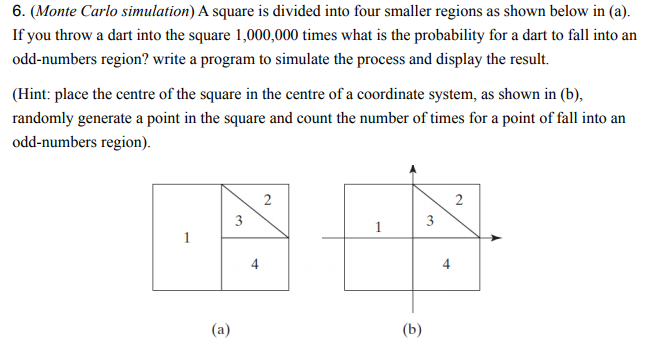 6. (Monte Carlo simulation) A square is divided into four smaller regions as shown below in (a).
If you throw a dart into the square 1,000,000 times what is the probability for a dart to fall into an
odd-numbers region? write a program to simulate the process and display the result.
(Hint: place the centre of the square in the centre of a coordinate system, as shown in (b),
randomly generate a point in the square and count the number of times for a point of fall into an
odd-numbers region).
2
3
1
4
(a)
2
3
1
4
(b)